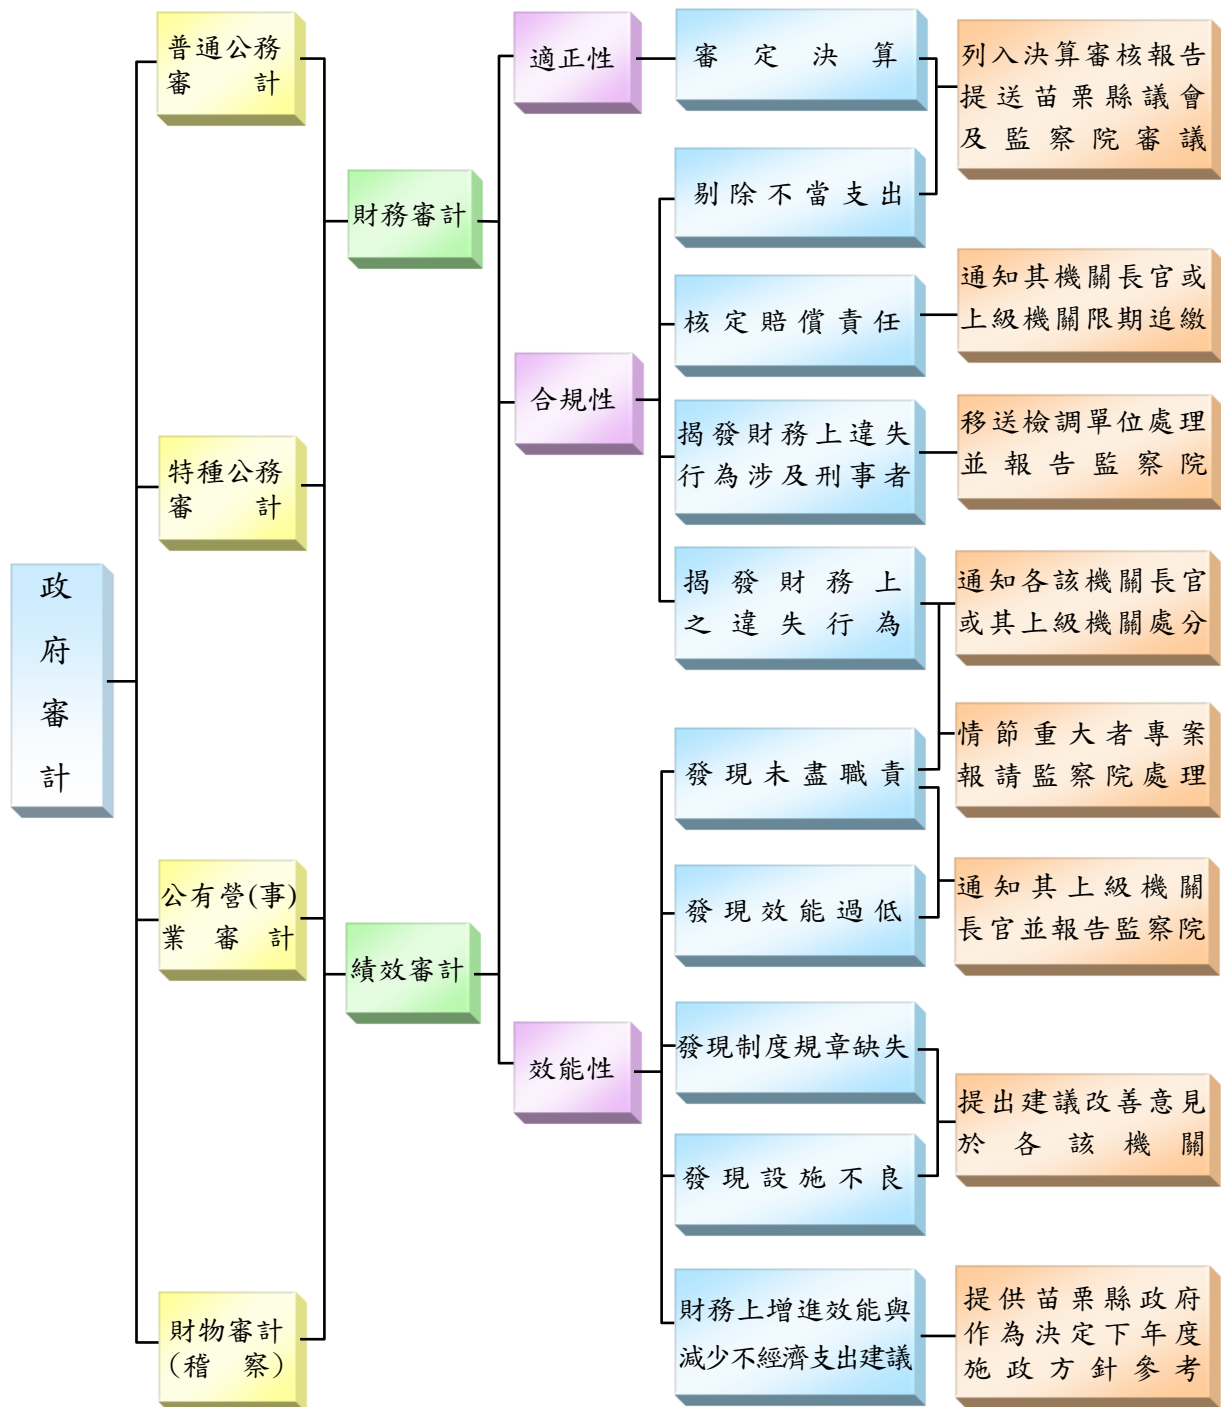 政
府
審
計
普通公務
審計
特種公務
審計
公有營(事)
業審計
財物審計
(稽察)
財務審計
績效審計
適正性
合規性
效能性
審定決算
剔除不當支出
核定賠償責任
揭發財務上違失
行為涉及刑事者
揭發財務上
之違失行為
發現未盡職責
發現效能過低
發現制度規章缺失
發現設施不良
財務上增進效能與
減少不經濟支出建議
列入決算審核報告
提送苗栗縣議會
及監察院審議
通知其機關長官或
上級機關限期追繳
移送檢調單位處理
並報告監察院
通知各該機關長官
或其上級機關處分
情節重大者專案
報請監察院處理
通知其上級機關
長官並報告監察院
提出建議改善意見
於各該機關
提供苗栗縣政府
作為決定下年度
施政方針參考